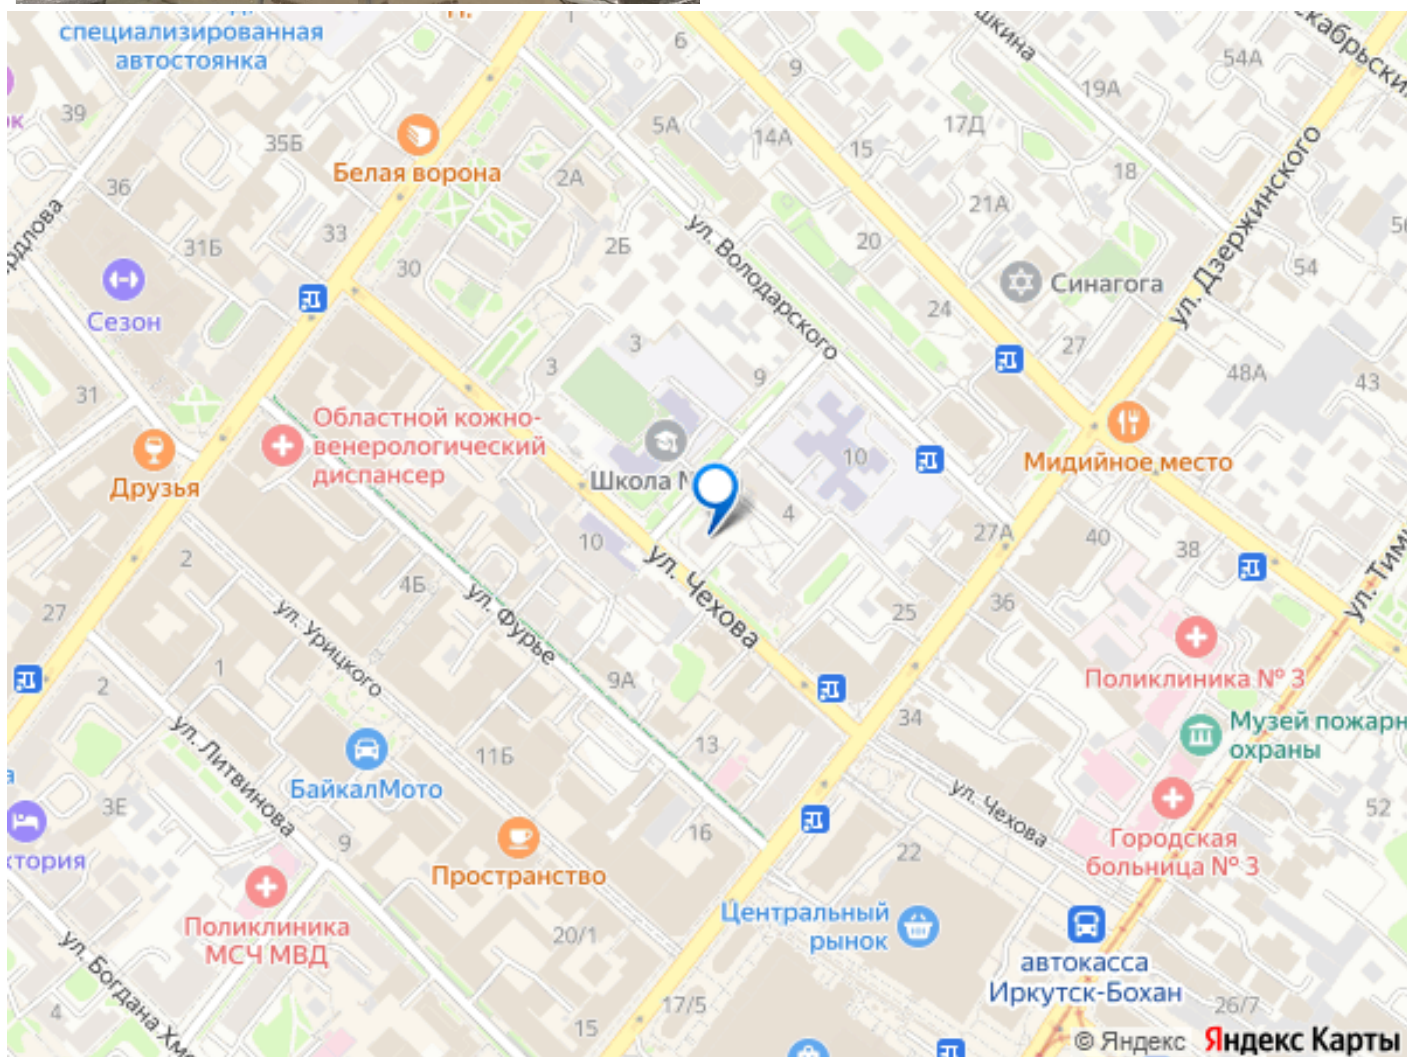 специализированная
автостоянка
6
1
9
54А
19А
39
5А
14А
17Д
35Б
15
Белая ворона
2А
18
36
21А
ул. Дзержинского
33
2Б
ул. Володарского
20
31Б
30
54
Синагога
Сезон
24
3
27
3
9
48А
43
31
Областной кожно-
венерологический
диспансер
10
Мидийное место
Друзья
Школа
4
27А
40
38
10
ул. Чехова
2
4Б
ул. Фурье
25
36
27
ул. Урицкого
Поликлиника № 3
1
9А
2
34
ул. Литвинова
13
Музей пожарн
охраны
11Б
БайкалМото
ул. Чехова
3Е
52
9
16
22
Городская
больница № 3
Пространство
Поликлиника
МСЧ МВД
Центральный
рынок
20/1
автокасса
Иркутск-Бохан
ул. Богдана Хме
4
17/5
15
26/7
© Яндекс Яндекс Карты